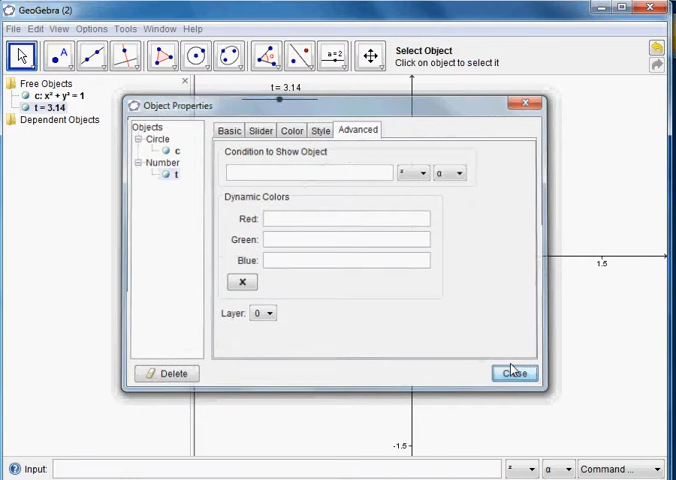 GeoGebra (2)
File Edit View Options Tools Window Help
a = 2
Select Object
Click on object to select it
Free Objects
c: x² + y² = 1
t = 3.14
Dependent Objects
t = 3.14
Object Properties
Objects
Circle
c
Number
t
Basic Slider Color Style Advanced
Condition to Show Object
² α
Dynamic Colors
Red:
Green:
Blue:
X
Layer: 0
Delete
Close
1.5
-1.5
Input: ² α Command ...